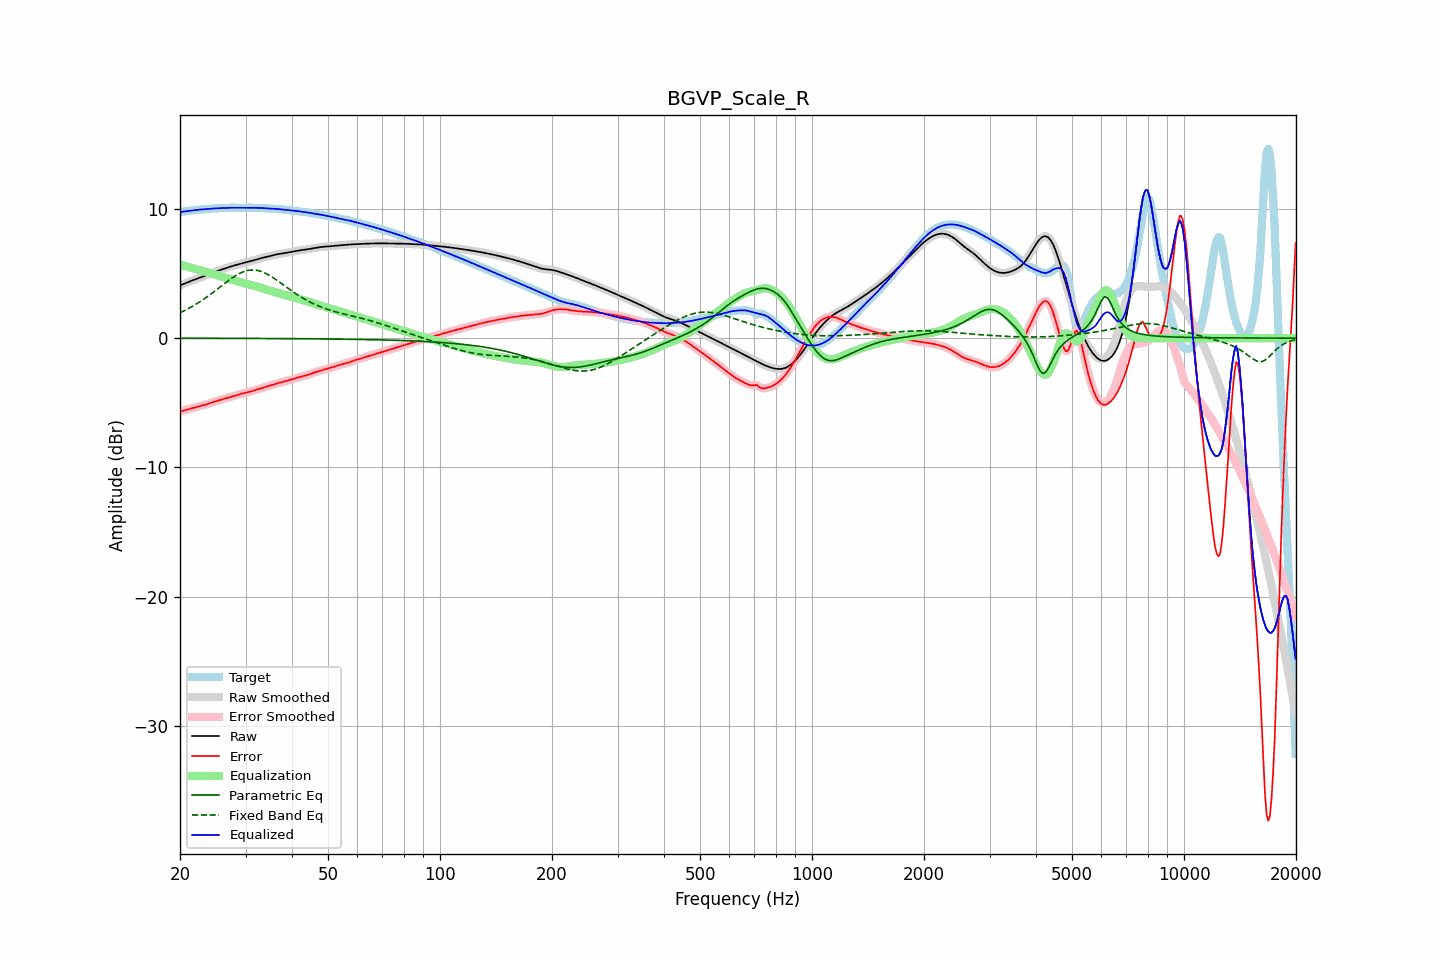 BGVP_Scale_R
Amplitude (dBr)
10
0
−10
−20
−30
Target
Raw Smoothed
Error Smoothed
Raw
Error
Equalization
Parametric Eq
Fixed Band Eq
Equalized
20 50 100 200 500 1000 2000 5000 10000 20000
Frequency (Hz)